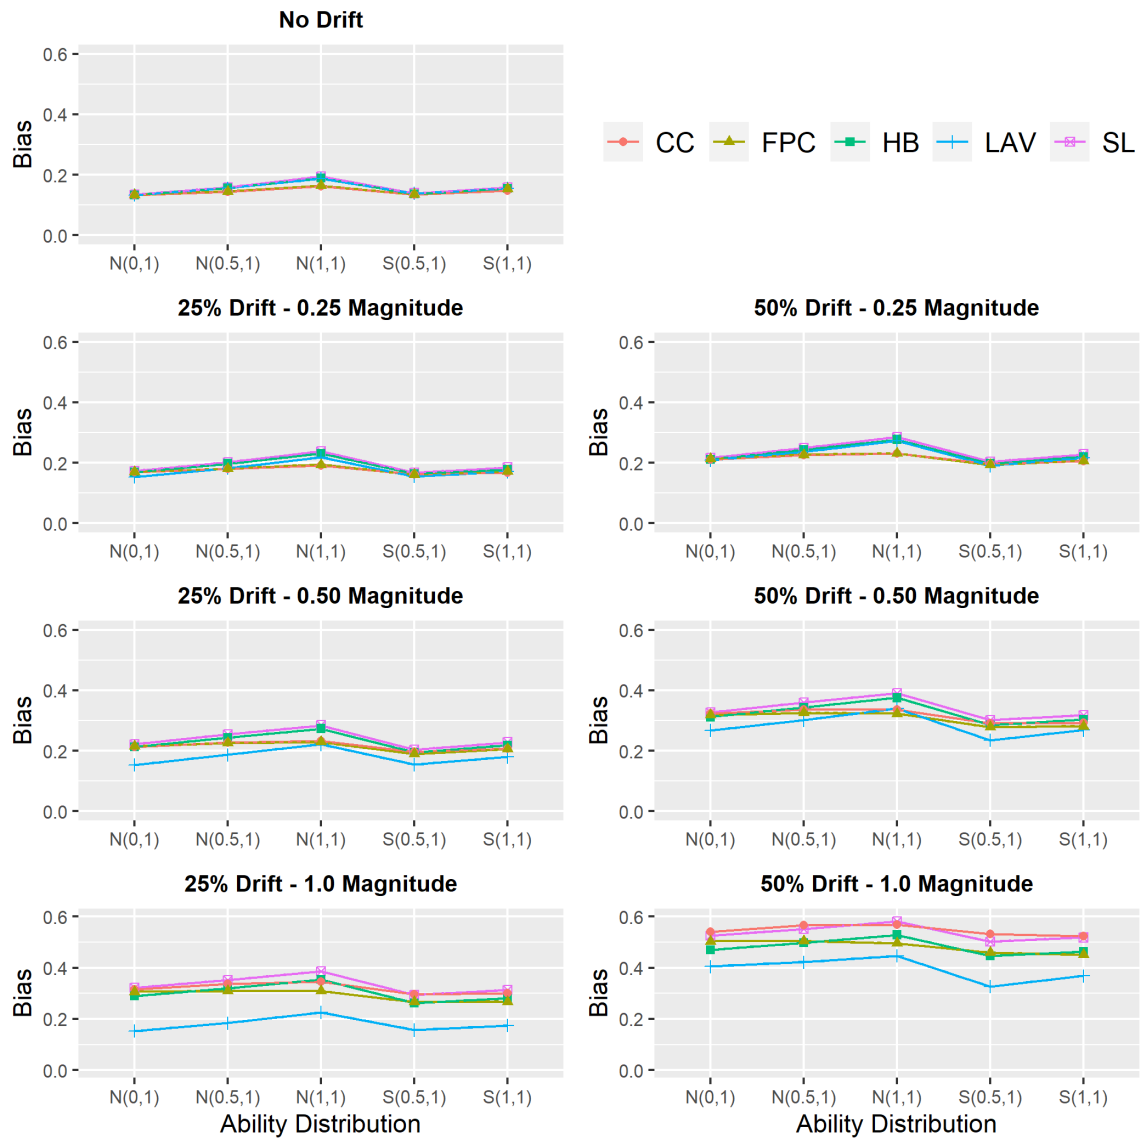 No Drift
0.6
0.4
0.2
0.0
Bias
N(0,1) N(0.5,1) N(1,1) S(0.5,1) S(1,1)
CC FPC HB LAV SL
25% Drift - 0.25 Magnitude
0.6
0.4
0.2
0.0
Bias
N(0,1) N(0.5,1) N(1,1) S(0.5,1) S(1,1)
50% Drift - 0.25 Magnitude
0.6
0.4
0.2
0.0
Bias
N(0,1) N(0.5,1) N(1,1) S(0.5,1) S(1,1)
25% Drift - 0.50 Magnitude
0.6
0.4
0.2
0.0
Bias
N(0,1) N(0.5,1) N(1,1) S(0.5,1) S(1,1)
50% Drift - 0.50 Magnitude
0.6
0.4
0.2
0.0
Bias
N(0,1) N(0.5,1) N(1,1) S(0.5,1) S(1,1)
25% Drift - 1.0 Magnitude
0.6
0.4
0.2
0.0
Bias
N(0,1) N(0.5,1) N(1,1) S(0.5,1) S(1,1)
Ability Distribution
50% Drift - 1.0 Magnitude
0.6
0.4
0.2
0.0
Bias
N(0,1) N(0.5,1) N(1,1) S(0.5,1) S(1,1)
Ability Distribution